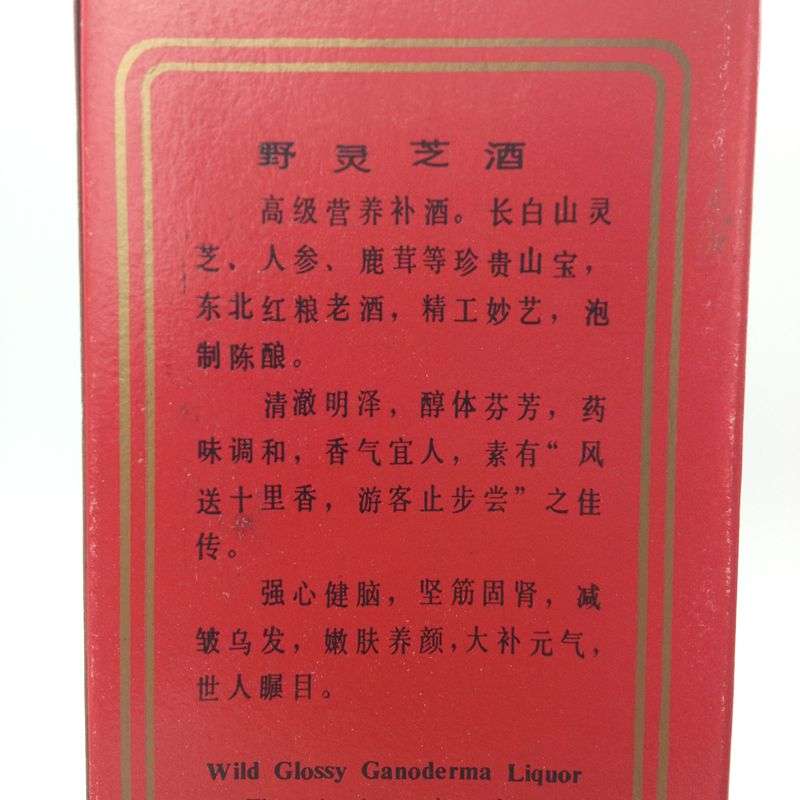 野灵芝酒
高级营养补酒。长白山灵
芝、人参、鹿茸等珍贵山宝，
东北红粮老酒，精工妙艺，泡
制陈酿。
清澈明泽，醇体芬芳，药
味调和，香气宜人，素有“风
送十里香，游客止步尝”之佳
传。
强心健脑，坚筋固肾，减
皱乌发，嫩肤养颜，大补元气，
世人瞩目。
Wild Glossy Ganoderma Liquor